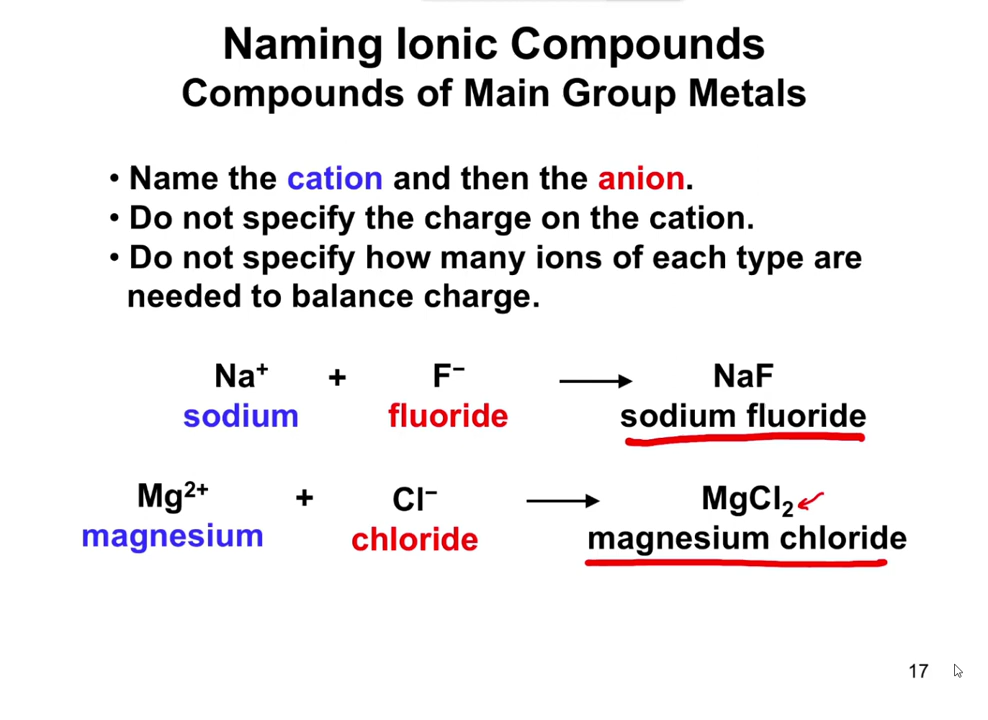 Naming Ionic Compounds
Compounds of Main Group Metals
• Name the cation and then the anion.
• Do not specify the charge on the cation.
• Do not specify how many ions of each type are
needed to balance charge.
Na⁺ + F⁻ ⟶ NaF
sodium fluoride sodium fluoride
Mg²⁺ + Cl⁻ ⟶ MgCl₂
magnesium chloride magnesium chloride
17